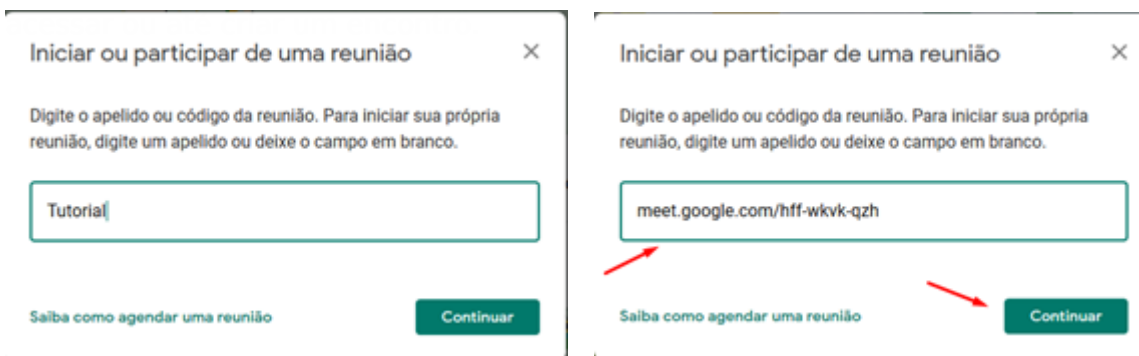 Iniciar ou participar de uma reunião
Digite o apelido ou código da reunião. Para iniciar sua própria
reunião, digite um apelido ou deixe o campo em branco.
Tutorial
Saiba como agendar uma reunião
Continuar
Iniciar ou participar de uma reunião
Digite o apelido ou código da reunião. Para iniciar sua própria
reunião, digite um apelido ou deixe o campo em branco.
meet.google.com/hff-wkvk-qzh
Saiba como agendar uma reunião
Continuar